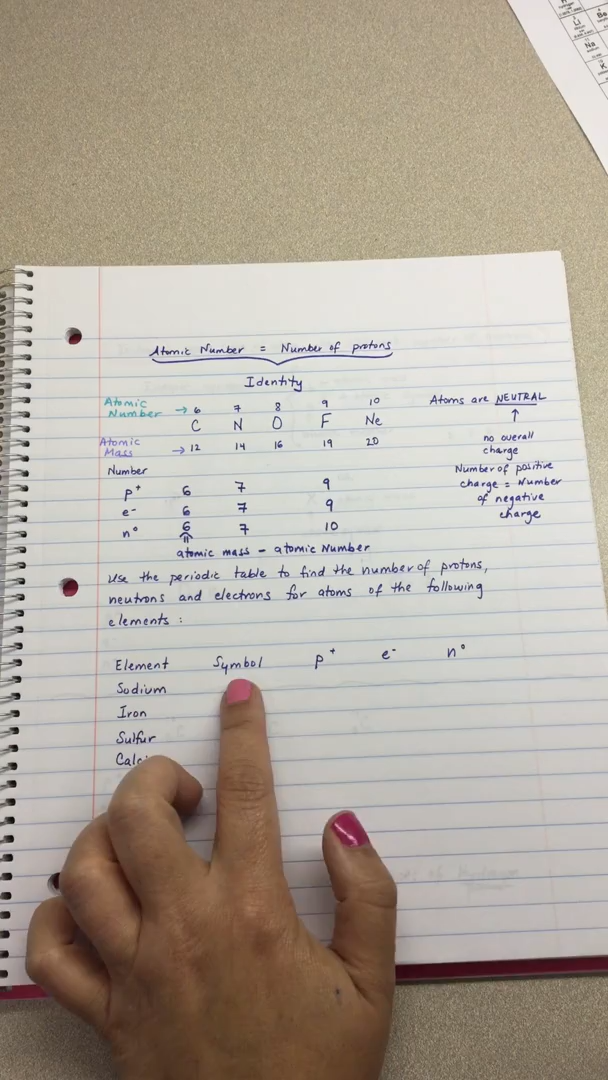 Li
Be
Na
K
Atomic Number = Number of protons
Identity
Atomic Number → 6 7 8 9 10
C N O F Ne
Atomic Mass → 12 14 16 19 20
Atoms are NEUTRAL
↑
no overall
charge
Number of positive
charge = Number
of negative
charge
Number
p⁺ 6 7 9
e⁻ 6 7 9
n° 6 7 10
atomic mass - atomic Number
Use the periodic table to find the number of protons,
neutrons and electrons for atoms of the following
elements :
Element Symbol p⁺ e⁻ n°
Sodium
Iron
Sulfur